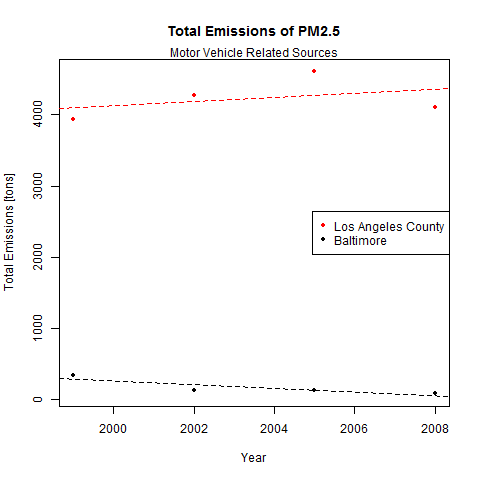 Total Emissions of PM2.5
Motor Vehicle Related Sources
Total Emissions [tons]
4000
3000
2000
1000
0
Los Angeles County
Baltimore
2000 2002 2004 2006 2008
Year